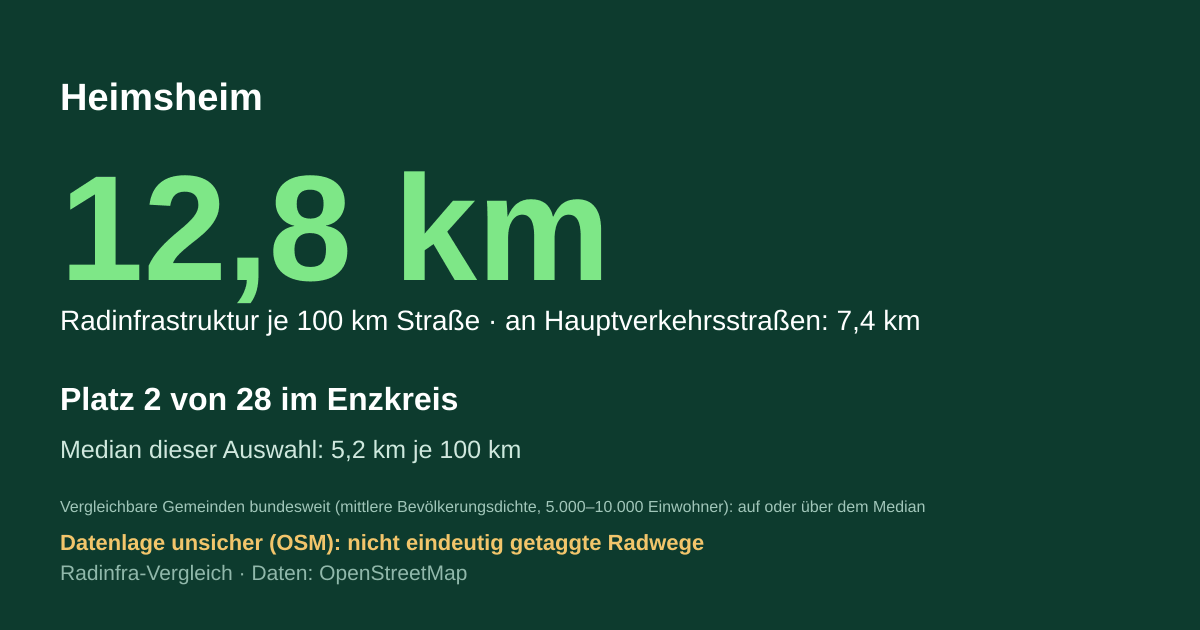 Heimsheim
12,8 km
Radinfrastruktur je 100 km Straße · an Hauptverkehrsstraßen: 7,4 km
Platz 2 von 28 im Enzkreis
Median dieser Auswahl: 5,2 km je 100 km
Vergleichbare Gemeinden bundesweit (mittlere Bevölkerungsdichte, 5.000–10.000 Einwohner): auf oder über dem Median
Datenlage unsicher (OSM): nicht eindeutig getaggte Radwege
Radinfra-Vergleich · Daten: OpenStreetMap